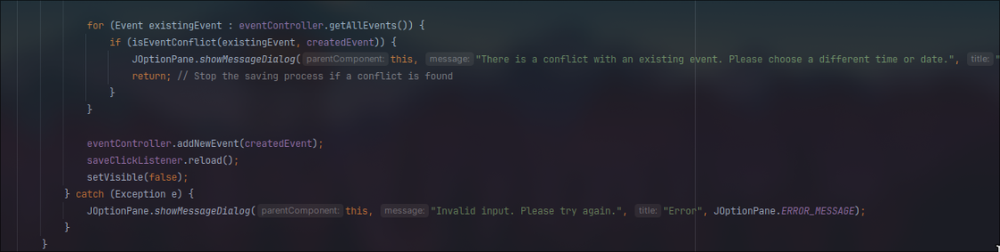 for (Event existingEvent : eventController.getAllEvents()) {
if (isEventConflict(existingEvent, createdEvent)) {
JOptionPane.showMessageDialog( parentComponent: this, message: "There is a conflict with an existing event. Please choose a different time or date.", title: "
return; // Stop the saving process if a conflict is found
}
}
eventController.addNewEvent(createdEvent);
saveClickListener.reload();
setVisible(false);
} catch (Exception e) {
JOptionPane.showMessageDialog( parentComponent: this, message: "Invalid input. Please try again.", title: "Error", JOptionPane.ERROR_MESSAGE);
}
}